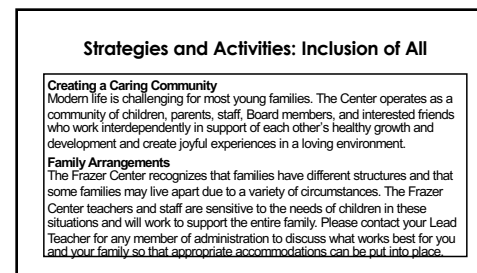 Strategies and Activities: Inclusion of All
Creating a Caring Community
Modern life is challenging for most young families. The Center operates as a
community of children, parents, staff, Board members, and interested friends
who work interdependently in support of each other's healthy growth and
development and create joyful experiences in a loving environment.
Family Arrangements
The Frazer Center recognizes that families have different structures and that
some families may live apart due to a variety of circumstances. The Frazer
Center teachers and staff are sensitive to the needs of children in these
situations and will work to support the entire family. Please contact your Lead
Teacher for any member of administration to discuss what works best for you
and your family so that appropriate accommodations can be put into place.